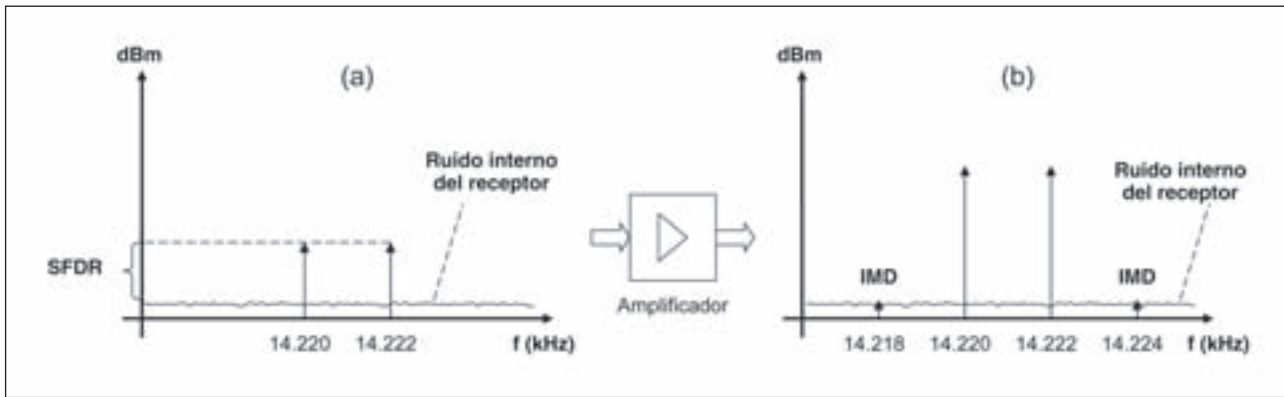 dBm
(a)
Ruido interno
del receptor
SFDR
14.220 14.222 f (kHz)
Amplificador
dBm
(b)
Ruido interno
del receptor
IMD
IMD
14.218 14.220 14.222 14.224 f (kHz)